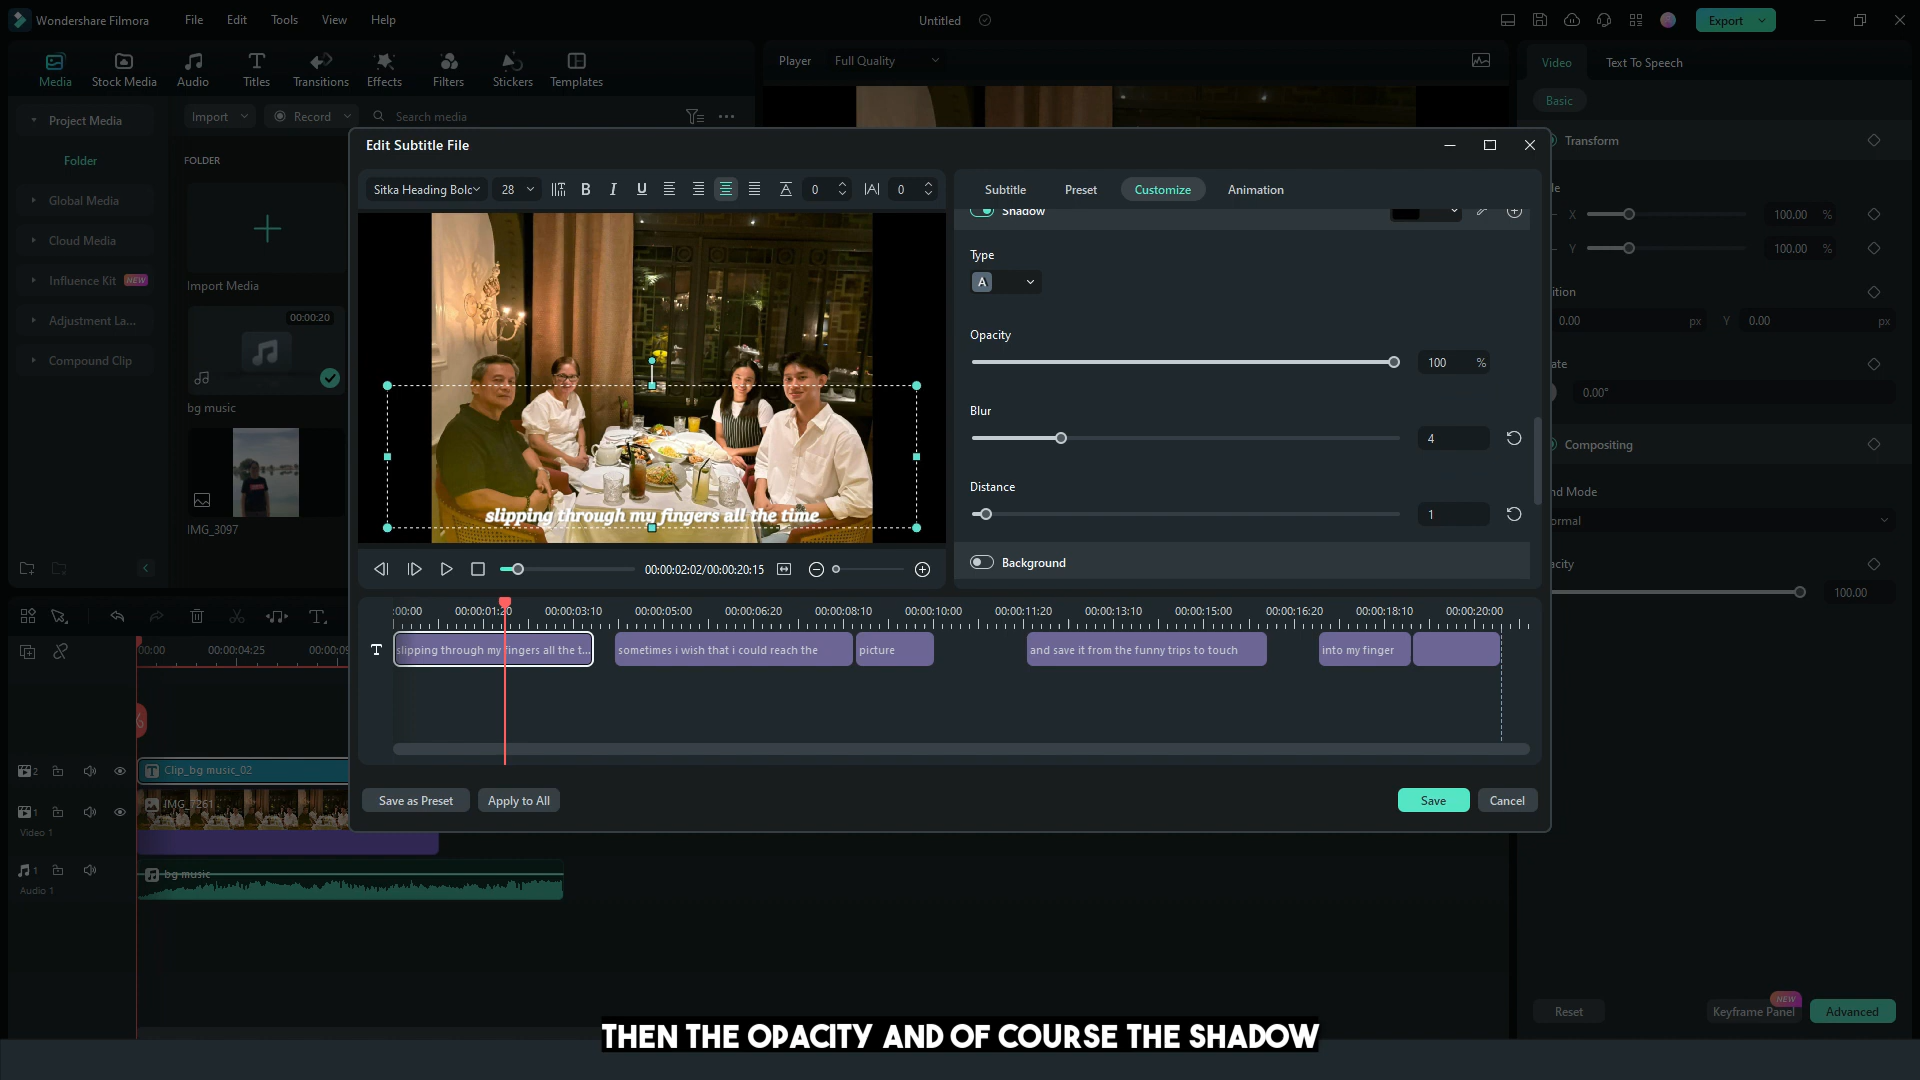 Wondershare Filmora
File
Edit
Tools
View
Help
Untitled
Export
Media
Stock Media
Audio
Titles
Transitions
Effects
Filters
Stickers
Templates
Player
Full Quality
Video
Text To Speech
Basic
Project Media
Import
Record
Search media
Folder
FOLDER
Global Media
Cloud Media
Influence Kit NEW
Adjustment La...
Compound Clip
Import Media
00:00:20
bg music
IMG_3097
Edit Subtitle File
Sitka Heading Bolc
28
B I U
0
0
Subtitle
Preset
Customize
Animation
Shadow
Type
A
Opacity
100 %
Blur
4
Distance
1
Background
slipping through my fingers all the time
00:00:02:02/00:00:20:15
:00:00 00:00:01:20 00:00:03:10 00:00:05:00 00:00:06:20 00:00:08:10 00:00:10:00 00:00:11:20 00:00:13:10 00:00:15:00 00:00:16:20 00:00:18:10 00:00:20:00
T
slipping through my fingers all the t...
sometimes i wish that i could reach the
picture
and save it from the funny trips to touch
into my finger
Save as Preset
Apply to All
Save
Cancel
Transform
X 100.00 %
Y 100.00 %
0.00 px Y 0.00 px
0.00°
Compositing
100.00
:00:00 00:00:04:25
2
Clip_bg music_02
1
IMG_7261
Video 1
1
bg music
Audio 1
Reset
Keyframe Panel
NEW
Advanced
THEN THE OPACITY AND OF COURSE THE SHADOW